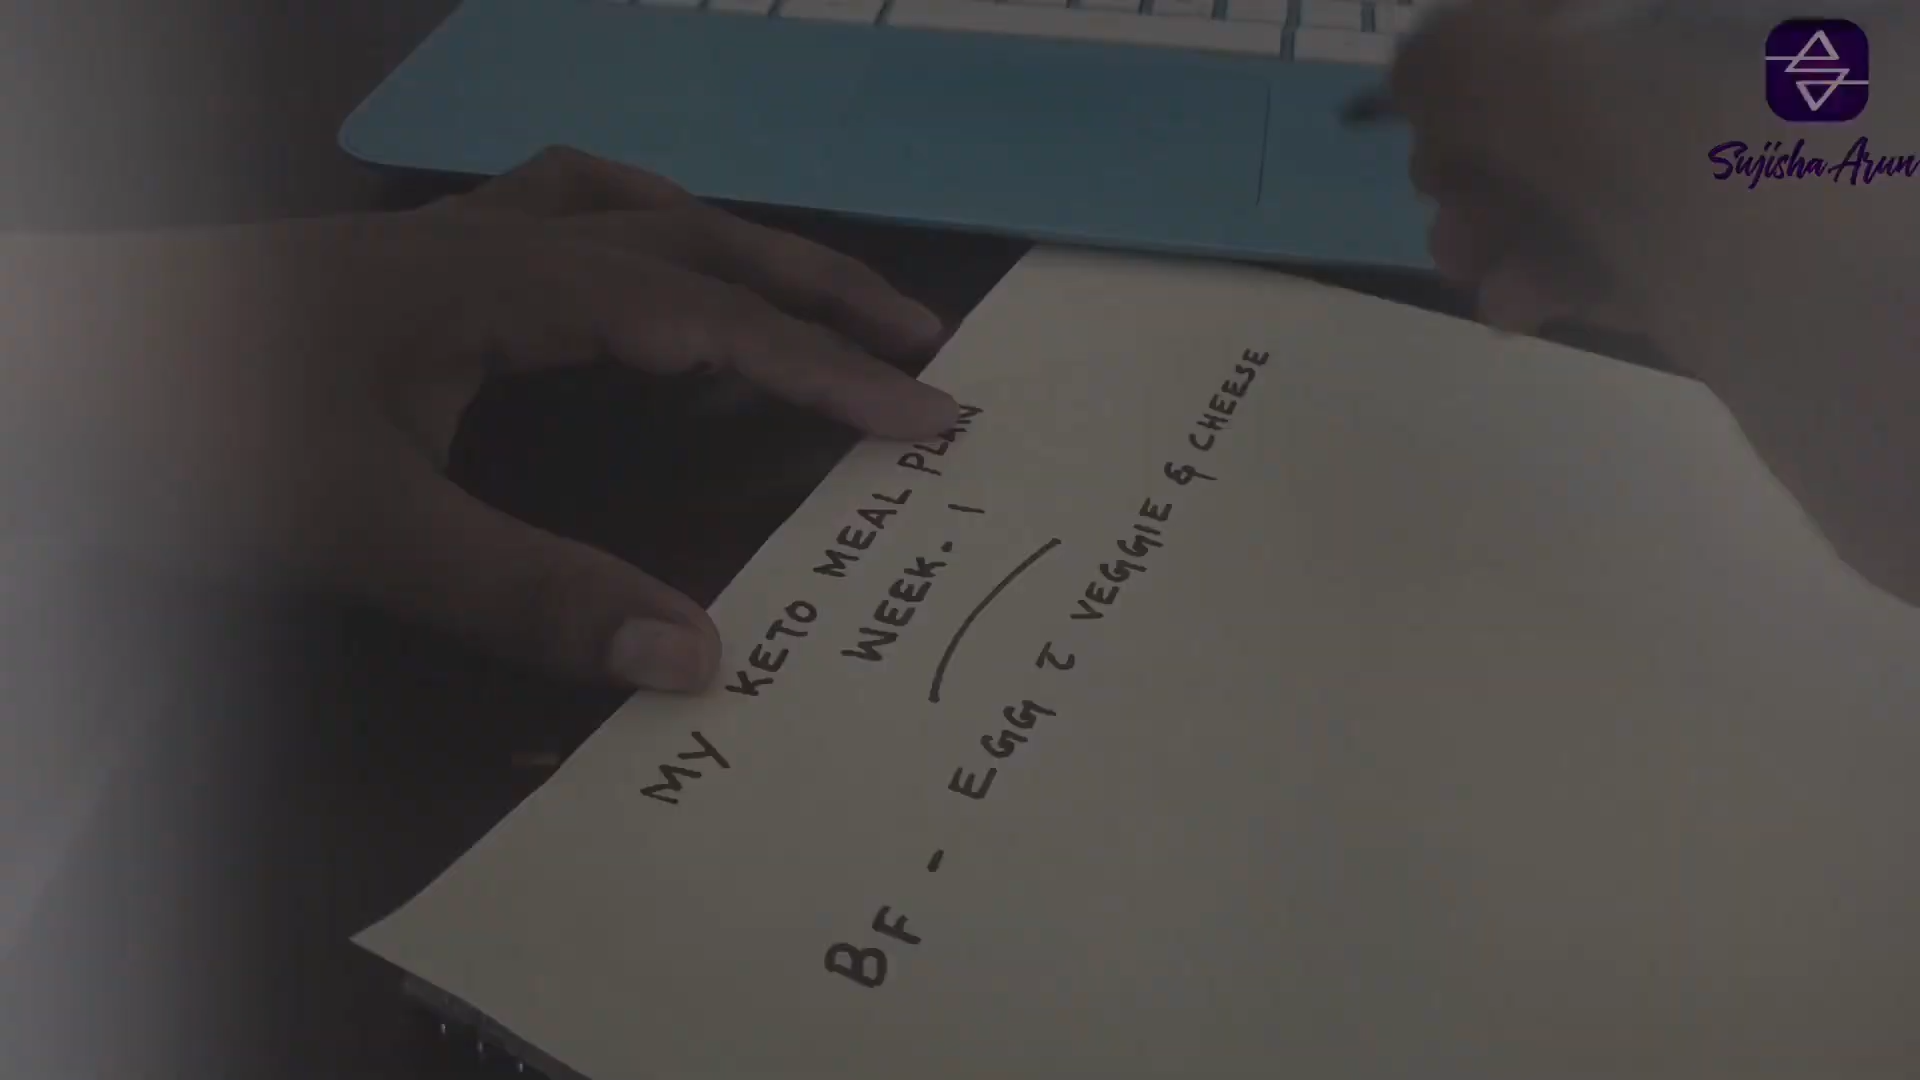 MY KETO MEAL PLAN
WEEK-1
BF - EGG & VEGGIE & CHEESE
Sujisha Arun